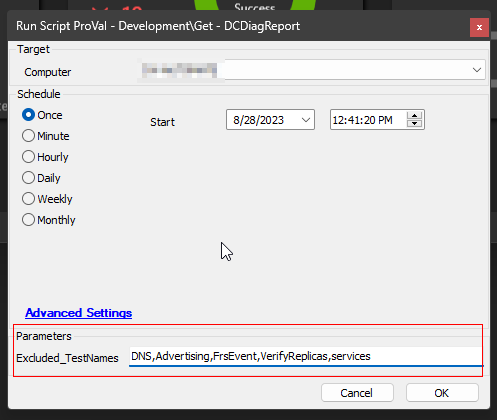 Success
Run Script ProVal - Development\Get - DCDiagReport x
Target
Computer
Schedule
Once
Start 8/28/2023 12:41:20 PM
Minute
Hourly
Daily
Weekly
Monthly
Advanced Settings
Parameters
Excluded_TestNames DNS,Advertising,FrsEvent,VerifyReplicas,services
Cancel OK